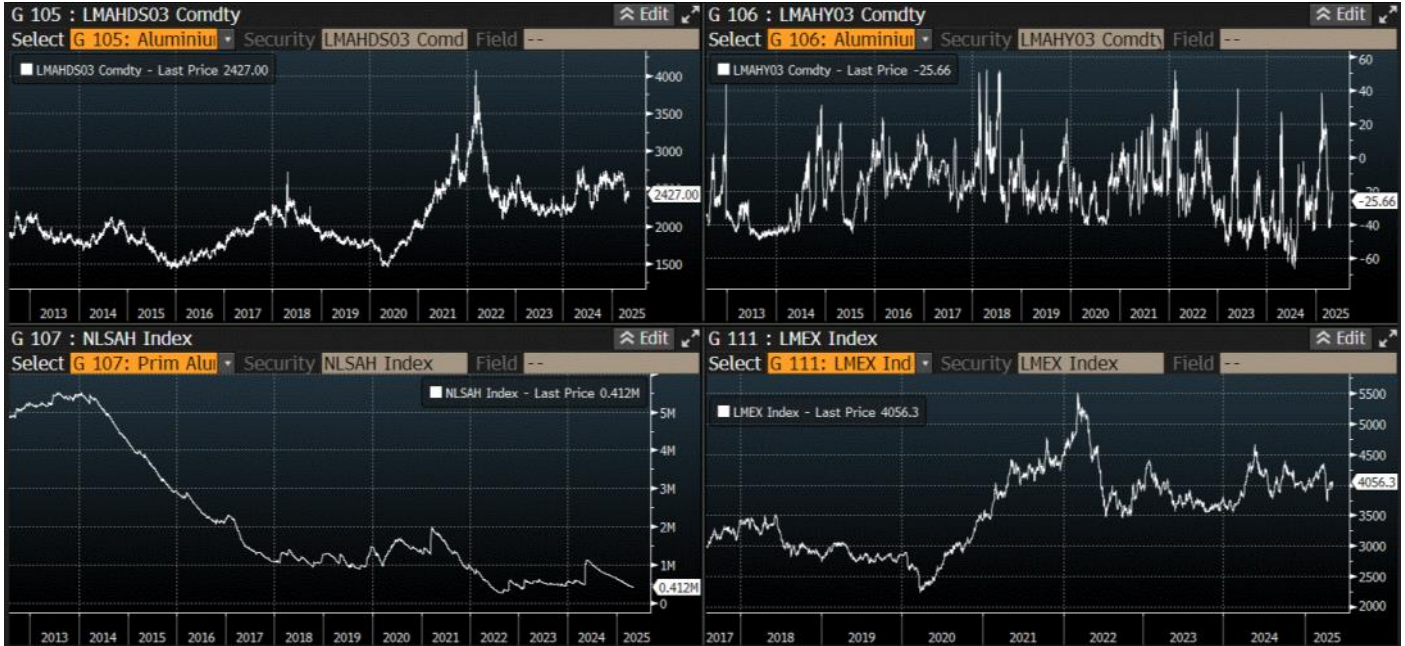 G 105 : LMAHDS03 Comdty
Edit
Select G 105: Aluminiu Security LMAHDS03 Comd Field --
LMAHDS03 Comdty - Last Price 2427.00
4000
3500
3000
2427.00
2000
1500
2013 2014 2015 2016 2017 2018 2019 2020 2021 2022 2023 2024 2025
G 106 : LMAHY03 Comdty
Edit
Select G 106: Aluminiu Security LMAHY03 Comdty Field --
LMAHY03 Comdty - Last Price -25.66
60
40
20
0
-20
-25.66
-40
-60
2013 2014 2015 2016 2017 2018 2019 2020 2021 2022 2023 2024 2025
G 107 : NLSAH Index
Edit
Select G 107: Prim Alu Security NLSAH Index Field --
NLSAH Index - Last Price 0.412M
5M
4M
3M
2M
1M
0.412M
0
2013 2014 2015 2016 2017 2018 2019 2020 2021 2022 2023 2024 2025
G 111 : LMEX Index
Edit
Select G 111: LMEX Ind Security LMEX Index Field --
LMEX Index - Last Price 4056.3
5500
5000
4500
4056.3
3500
3000
2500
2000
2017 2018 2019 2020 2021 2022 2023 2024 2025